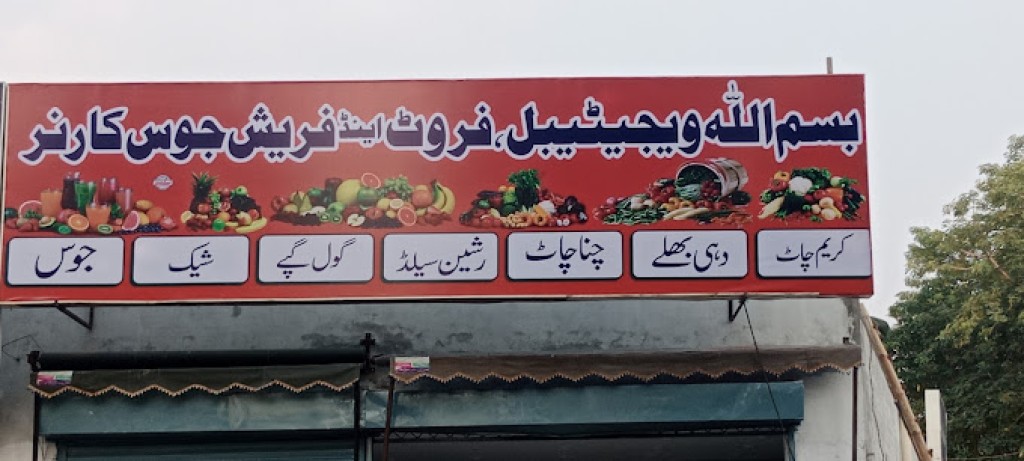 بسم اللہ ویجیٹیبل، فروٹ اینڈ فریش جوس کارنر
کریم چاٹ
دہی بھلے
چنا چاٹ
رشین سیلڈ
گول گپے
شیک
جوس